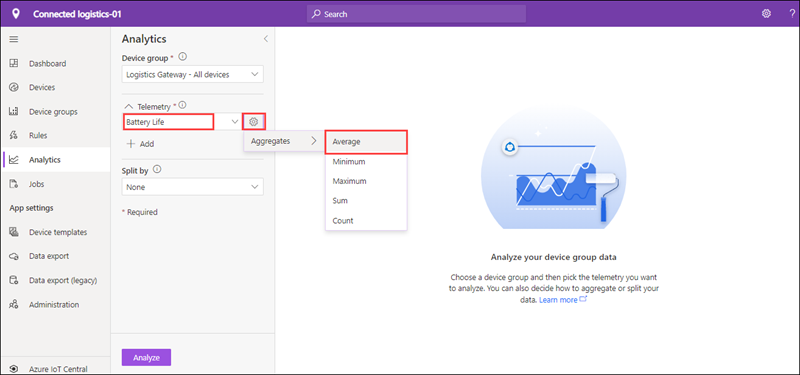 Connected logistics-01
Search
?
Dashboard
Devices
Device groups
Rules
Analytics
Jobs
App settings
Device templates
Data export
Data export (legacy)
Administration
Azure IoT Central
Analytics
Device group *
Logistics Gateway - All devices
Telemetry *
Battery Life
Add
Split by
None
* Required
Analyze
Aggregates
Average
Minimum
Maximum
Sum
Count
Analyze your device group data
Choose a device group and then pick the telemetry you want
to analyze. You can also decide how to aggregate or split your
data. Learn more